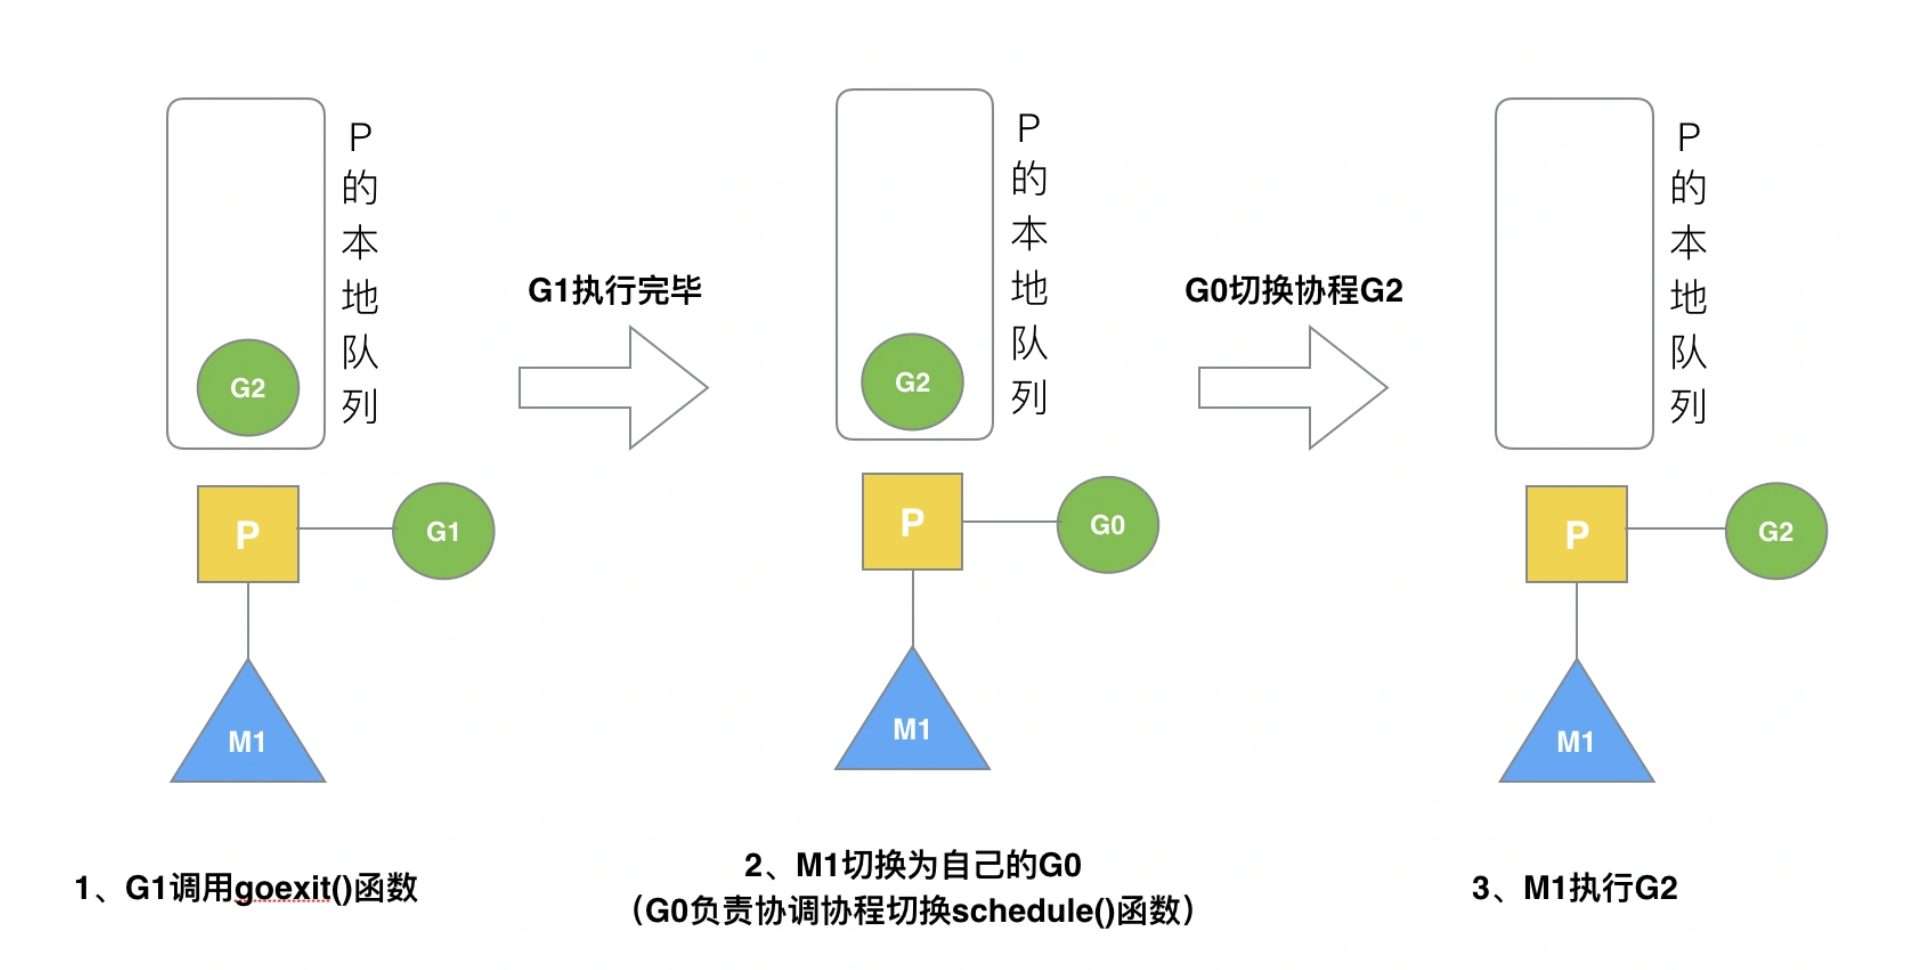 P的本地队列
G2
P
G1
M1
1、G1调用goexit()函数
G1执行完毕
P的本地队列
G2
P
G0
M1
2、M1切换为自己的G0
（G0负责协调协程切换schedule()函数）
G0切换协程G2
P的本地队列
P
G2
M1
3、M1执行G2